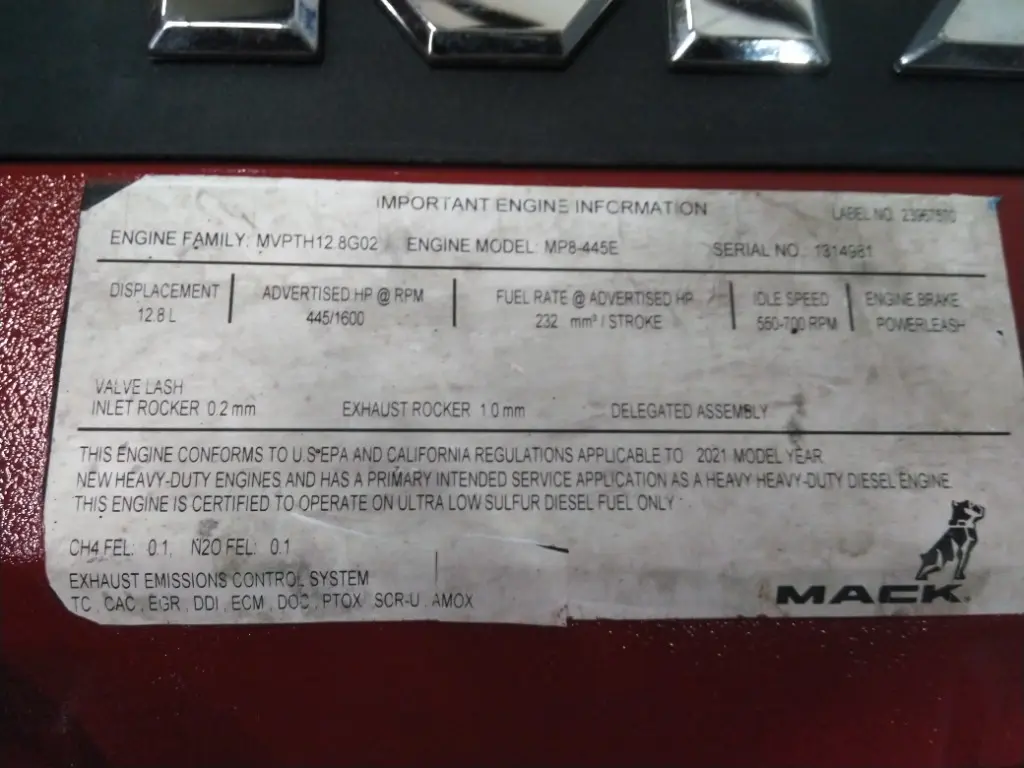 IMPORTANT ENGINE INFORMATION
LABEL NO.
ENGINE FAMILY: MVPTH12.8G02 ENGINE MODEL: MP8-445E SERIAL NO. 1314981
DISPLACEMENT ADVERTISED HP @ RPM FUEL RATE @ ADVERTISED HP IDLE SPEED ENGINE BRAKE
12.8 L 445/1600 232 mm³ / STROKE 550-700 RPM POWERLEASH
VALVE LASH
INLET ROCKER 0.2 mm EXHAUST ROCKER 1.0 mm DELEGATED ASSEMBLY
THIS ENGINE CONFORMS TO U.S EPA AND CALIFORNIA REGULATIONS APPLICABLE TO 2021 MODEL YEAR
NEW HEAVY-DUTY ENGINES AND HAS A PRIMARY INTENDED SERVICE APPLICATION AS A HEAVY HEAVY-DUTY DIESEL ENGINE
THIS ENGINE IS CERTIFIED TO OPERATE ON ULTRA LOW SULFUR DIESEL FUEL ONLY
CH4 FEL: 0.1, N2O FEL: 0.1
EXHAUST EMISSIONS CONTROL SYSTEM
TC, CAC, EGR, DDI, ECM, DOC, PTOX, SCR-U, AMOX
MACK